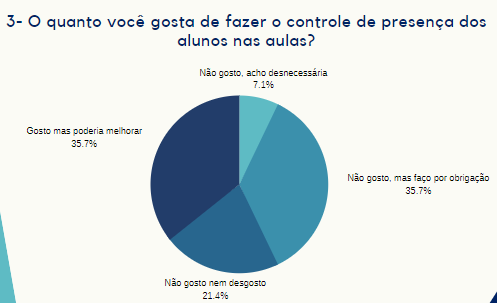 3- O quanto você gosta de fazer o controle de presença dos
alunos nas aulas?
Não gosto, acho desnecessária
7.1%
Gosto mas poderia melhorar
35.7%
Não gosto, mas faço por obrigação
35.7%
Não gosto nem desgosto
21.4%